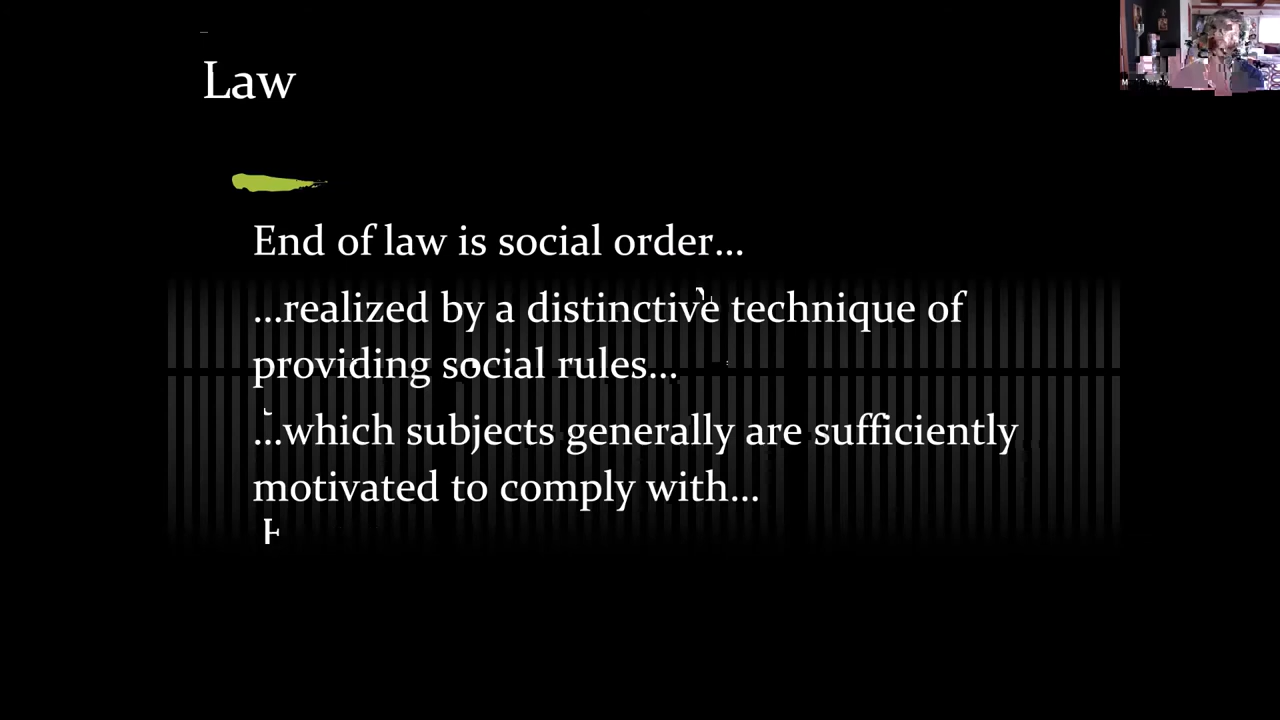 Law
End of law is social order...
...realized by a distinctive technique of
providing social rules...
...which subjects generally are sufficiently
motivated to comply with...